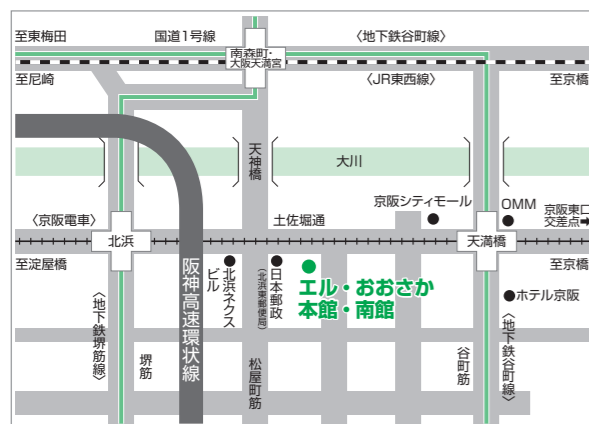 至東梅田
国道1号線
〈地下鉄谷町線〉
南森町・
大阪天満宮
至尼崎
〈JR東西線〉
至京橋
天神橋
大川
京阪シティモール
OMM
京阪東口
交差点➡
〈京阪電車〉
北浜
土佐堀通
天満橋
至淀屋橋
至京橋
阪神高速環状線
北浜ネクス
ビル
日本郵政
(北浜東郵便局)
エル・おおさか
本館・南館
ホテル京阪
〈地下鉄堺筋線〉
堺筋
松屋町筋
谷町筋
〈地下鉄谷町線〉